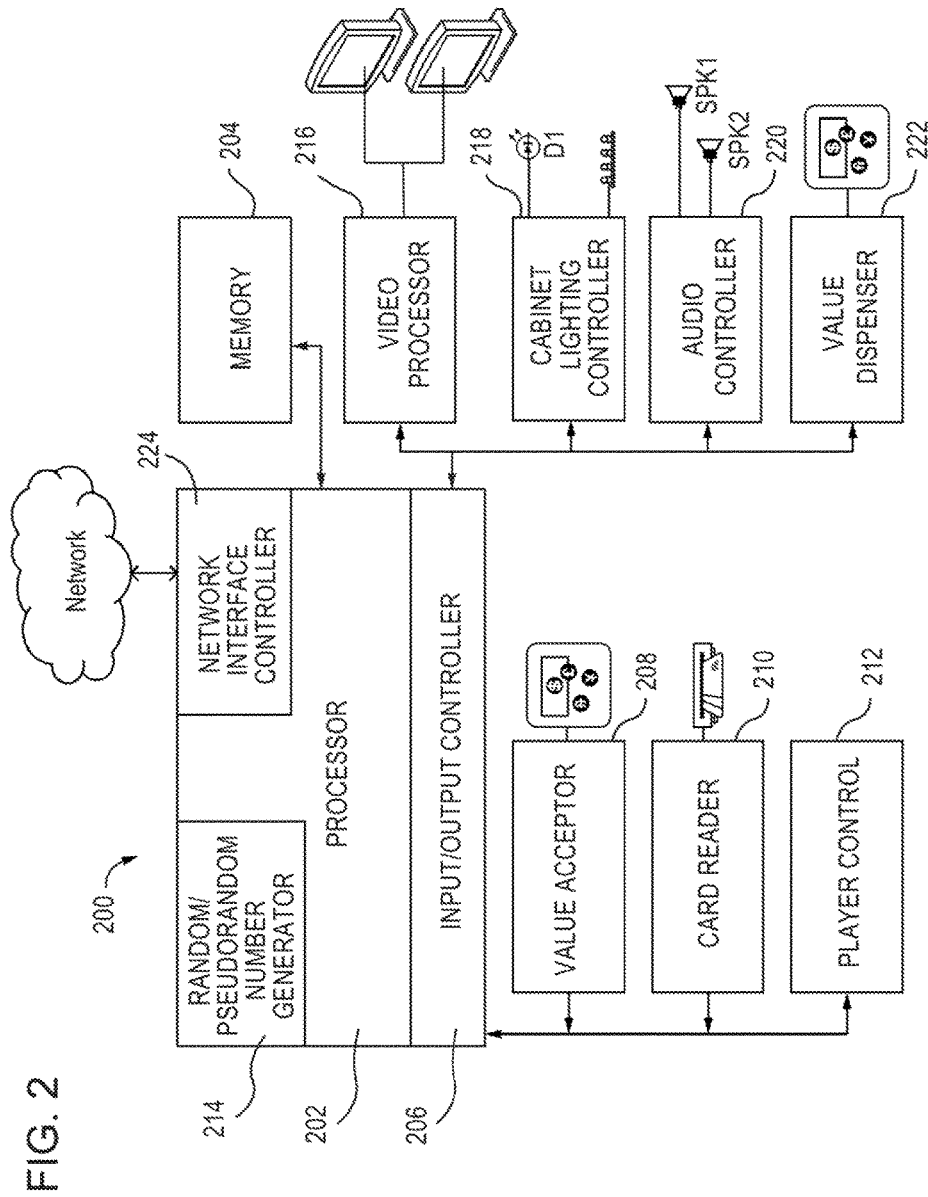 FIG. 2
200
Network
214
RANDOM/
PSEUDORANDOM
NUMBER
GENERATOR
NETWORK
INTERFACE
CONTROLLER
224
202
PROCESSOR
206
INPUT/OUTPUT CONTROLLER
MEMORY
204
VIDEO
PROCESSOR
216
CABINET
LIGHTING
CONTROLLER
218
D1
AUDIO
CONTROLLER
220
SPK1
SPK2
VALUE
DISPENSER
222
VALUE ACCEPTOR
208
CARD READER
210
PLAYER CONTROL
212